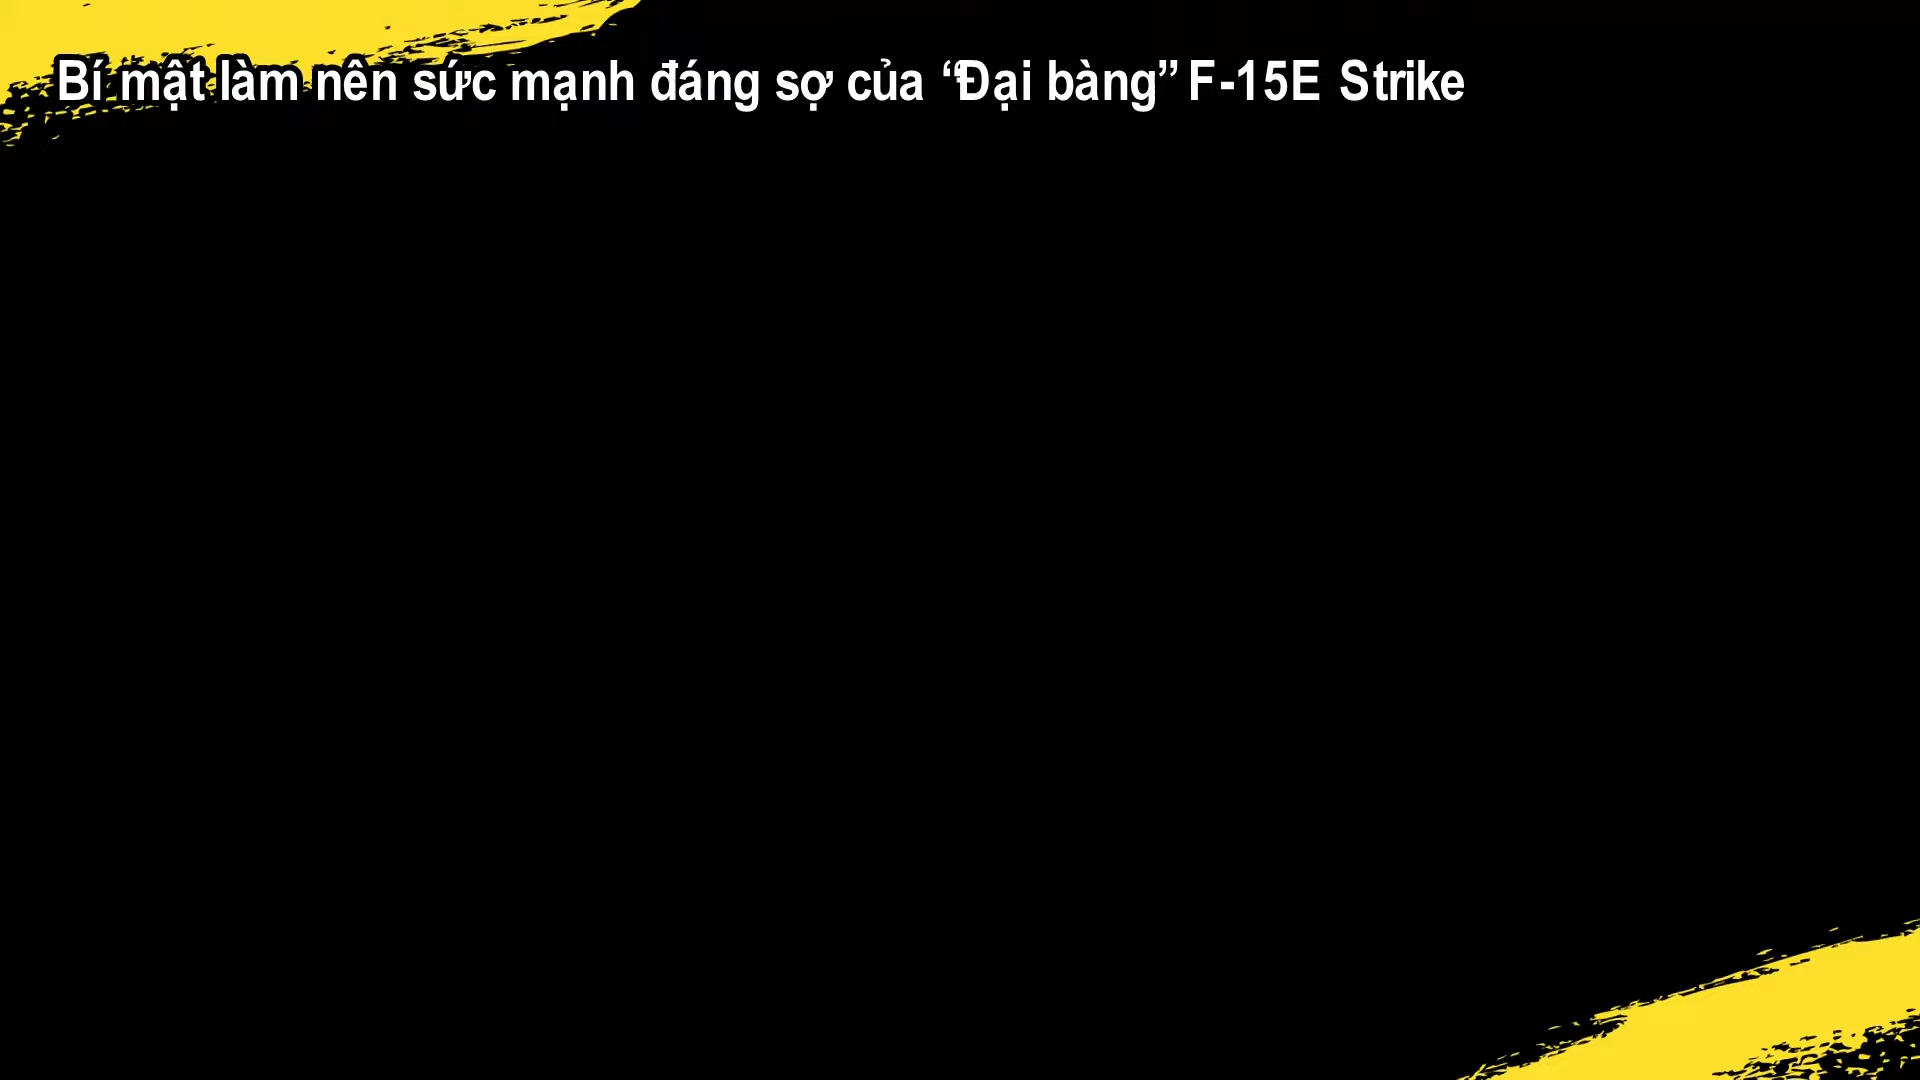 Bí mật làm nên sức mạnh đáng sợ của “Đại bàng” F-15E Strike